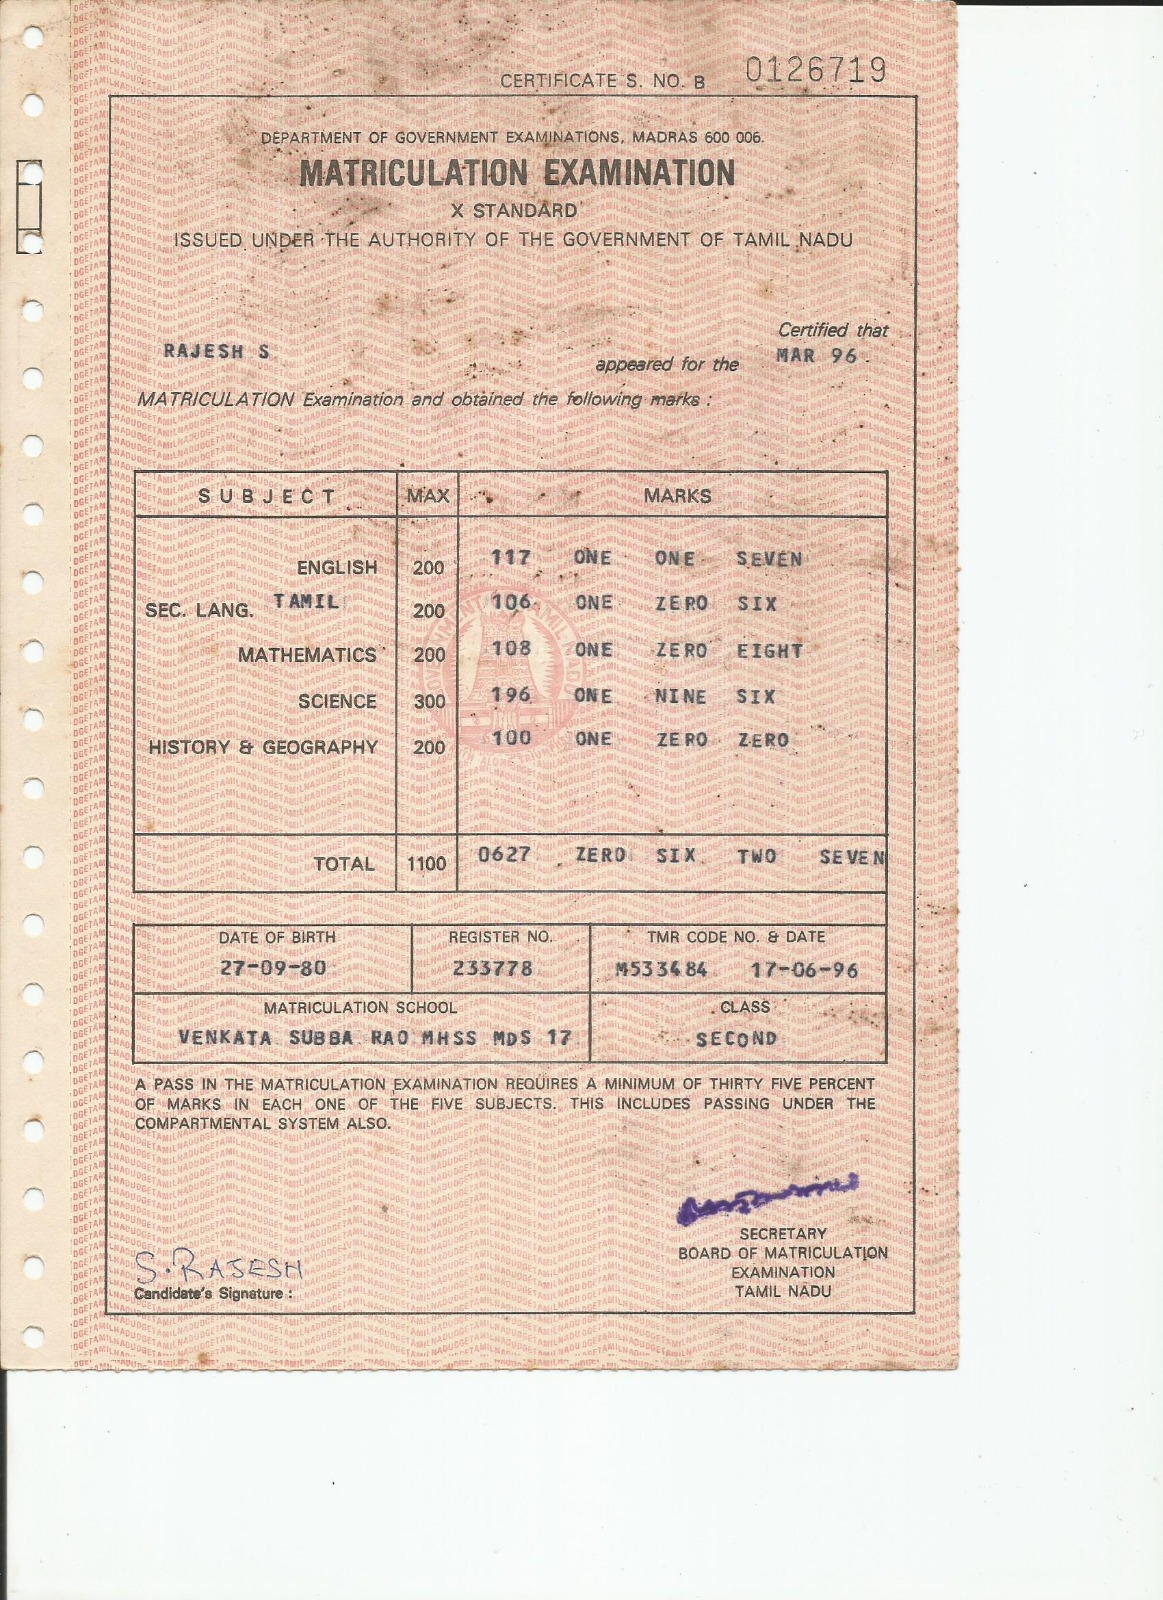 CERTIFICATE S. NO. B 0126719
DEPARTMENT OF GOVERNMENT EXAMINATIONS, MADRAS 600 006.
MATRICULATION EXAMINATION
X STANDARD
ISSUED UNDER THE AUTHORITY OF THE GOVERNMENT OF TAMIL NADU
Certified that
RAJESH S appeared for the MAR 96
MATRICULATION Examination and obtained the following marks :
SUBJECT MAX MARKS
ENGLISH 200 117 ONE ONE SEVEN
SEC. LANG. TAMIL 200 106 ONE ZERO SIX
MATHEMATICS 200 108 ONE ZERO EIGHT
SCIENCE 300 196 ONE NINE SIX
HISTORY & GEOGRAPHY 200 100 ONE ZERO ZERO
TOTAL 1100 0627 ZERO SIX TWO SEVEN
DATE OF BIRTH REGISTER NO. TMR CODE NO. & DATE
27-09-80 233778 M533484 17-06-96
MATRICULATION SCHOOL CLASS
VENKATA SUBBA RAO MHSS MDS 17 SECOND
A PASS IN THE MATRICULATION EXAMINATION REQUIRES A MINIMUM OF THIRTY FIVE PERCENT
OF MARKS IN EACH ONE OF THE FIVE SUBJECTS. THIS INCLUDES PASSING UNDER THE
COMPARTMENTAL SYSTEM ALSO.
SECRETARY
BOARD OF MATRICULATION
EXAMINATION
TAMIL NADU
S. RAJESH
Candidate's Signature :